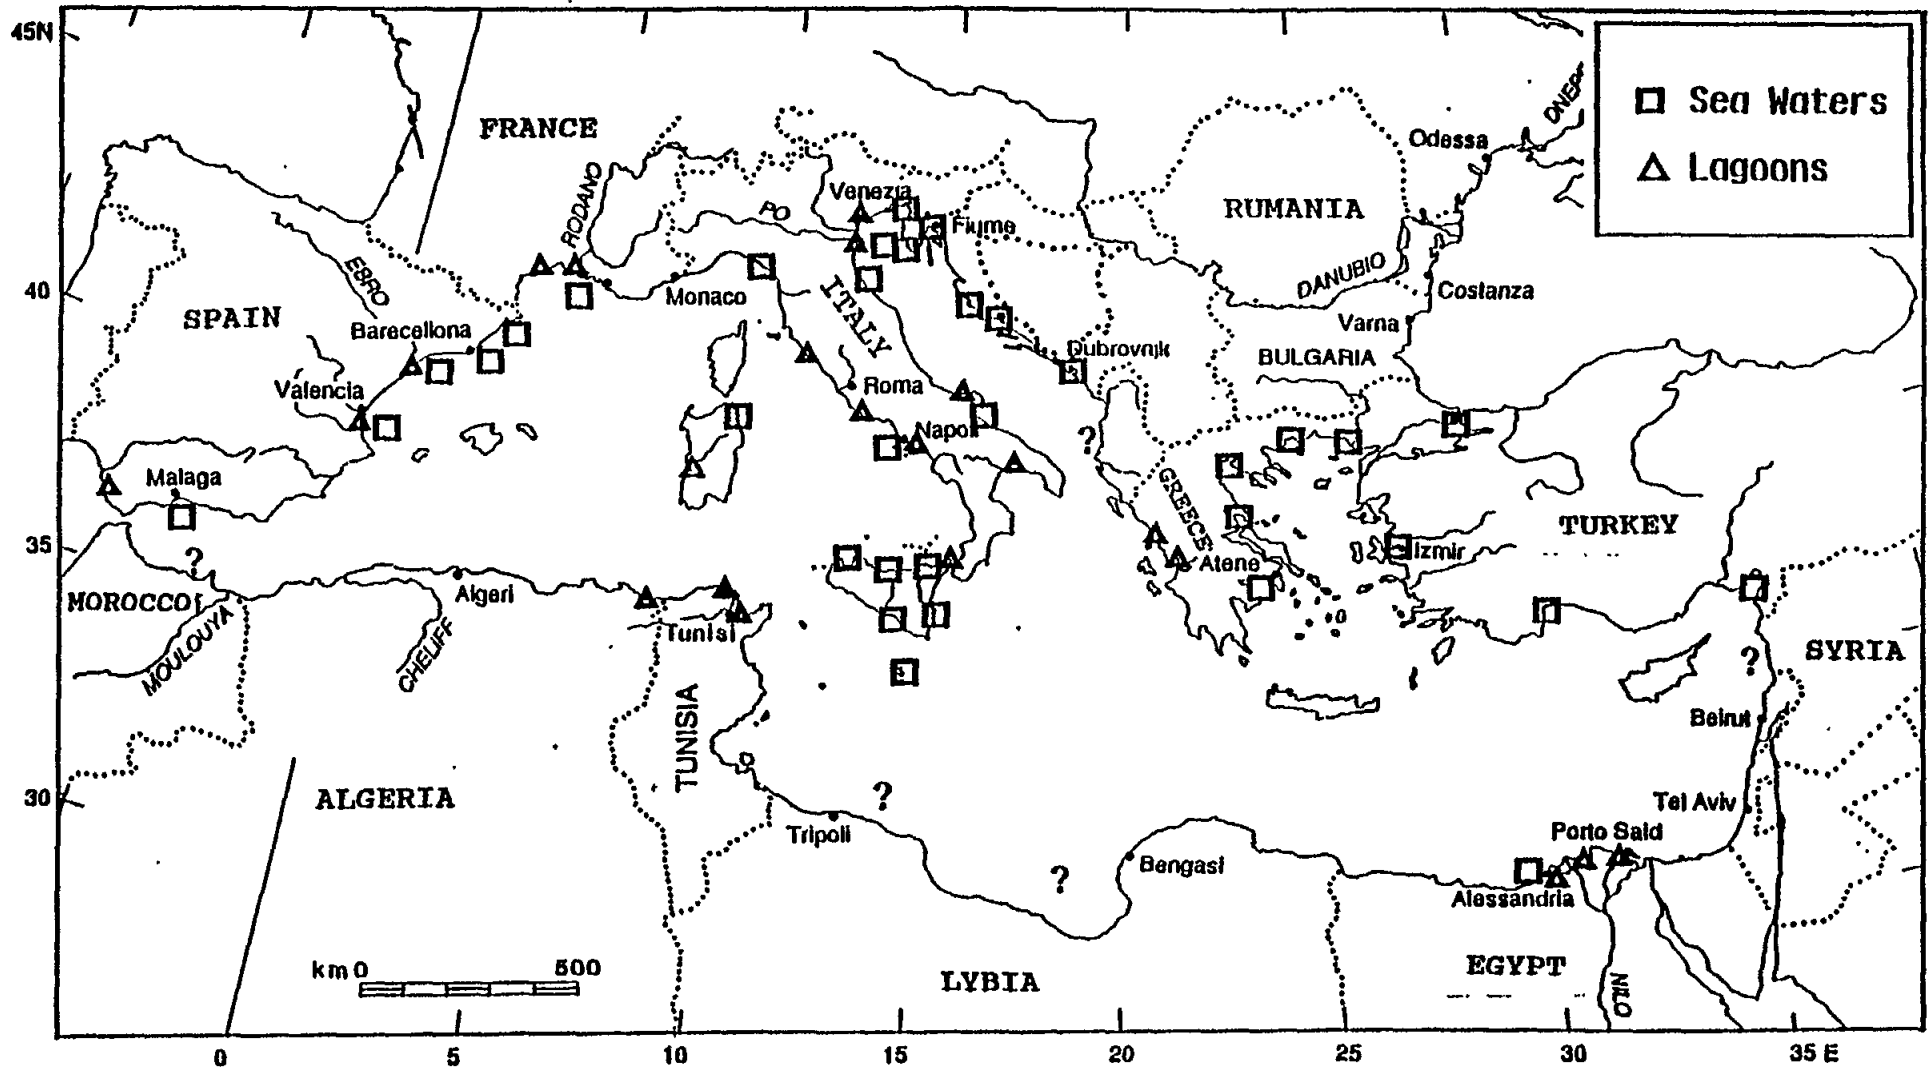 45N
FRANCE
Sea Waters
Lagoons
DNIEP
Odessa
RODANO
Venezia
PO
Fiume
RUMANIA
EBRO
40
Monaco
ITALY
DANUBIO
Costanza
SPAIN
Barecellona
Varna
Dubrovnik
BULGARIA
Valencia
Roma
Napoli
?
Malaga
GREECE
TURKEY
35
?
Izmir
Atene
MOROCCO
Algeri
MOULOUYA
CHELIFF
Tunisi
SYRIA
?
TUNISIA
Beirut
30
ALGERIA
?
Tel Aviv
Tripoli
Porto Said
Bengasi
?
Alessandria
km 0 500
LYBIA
EGYPT
NILO
0 5 10 15 20 25 30 35 E